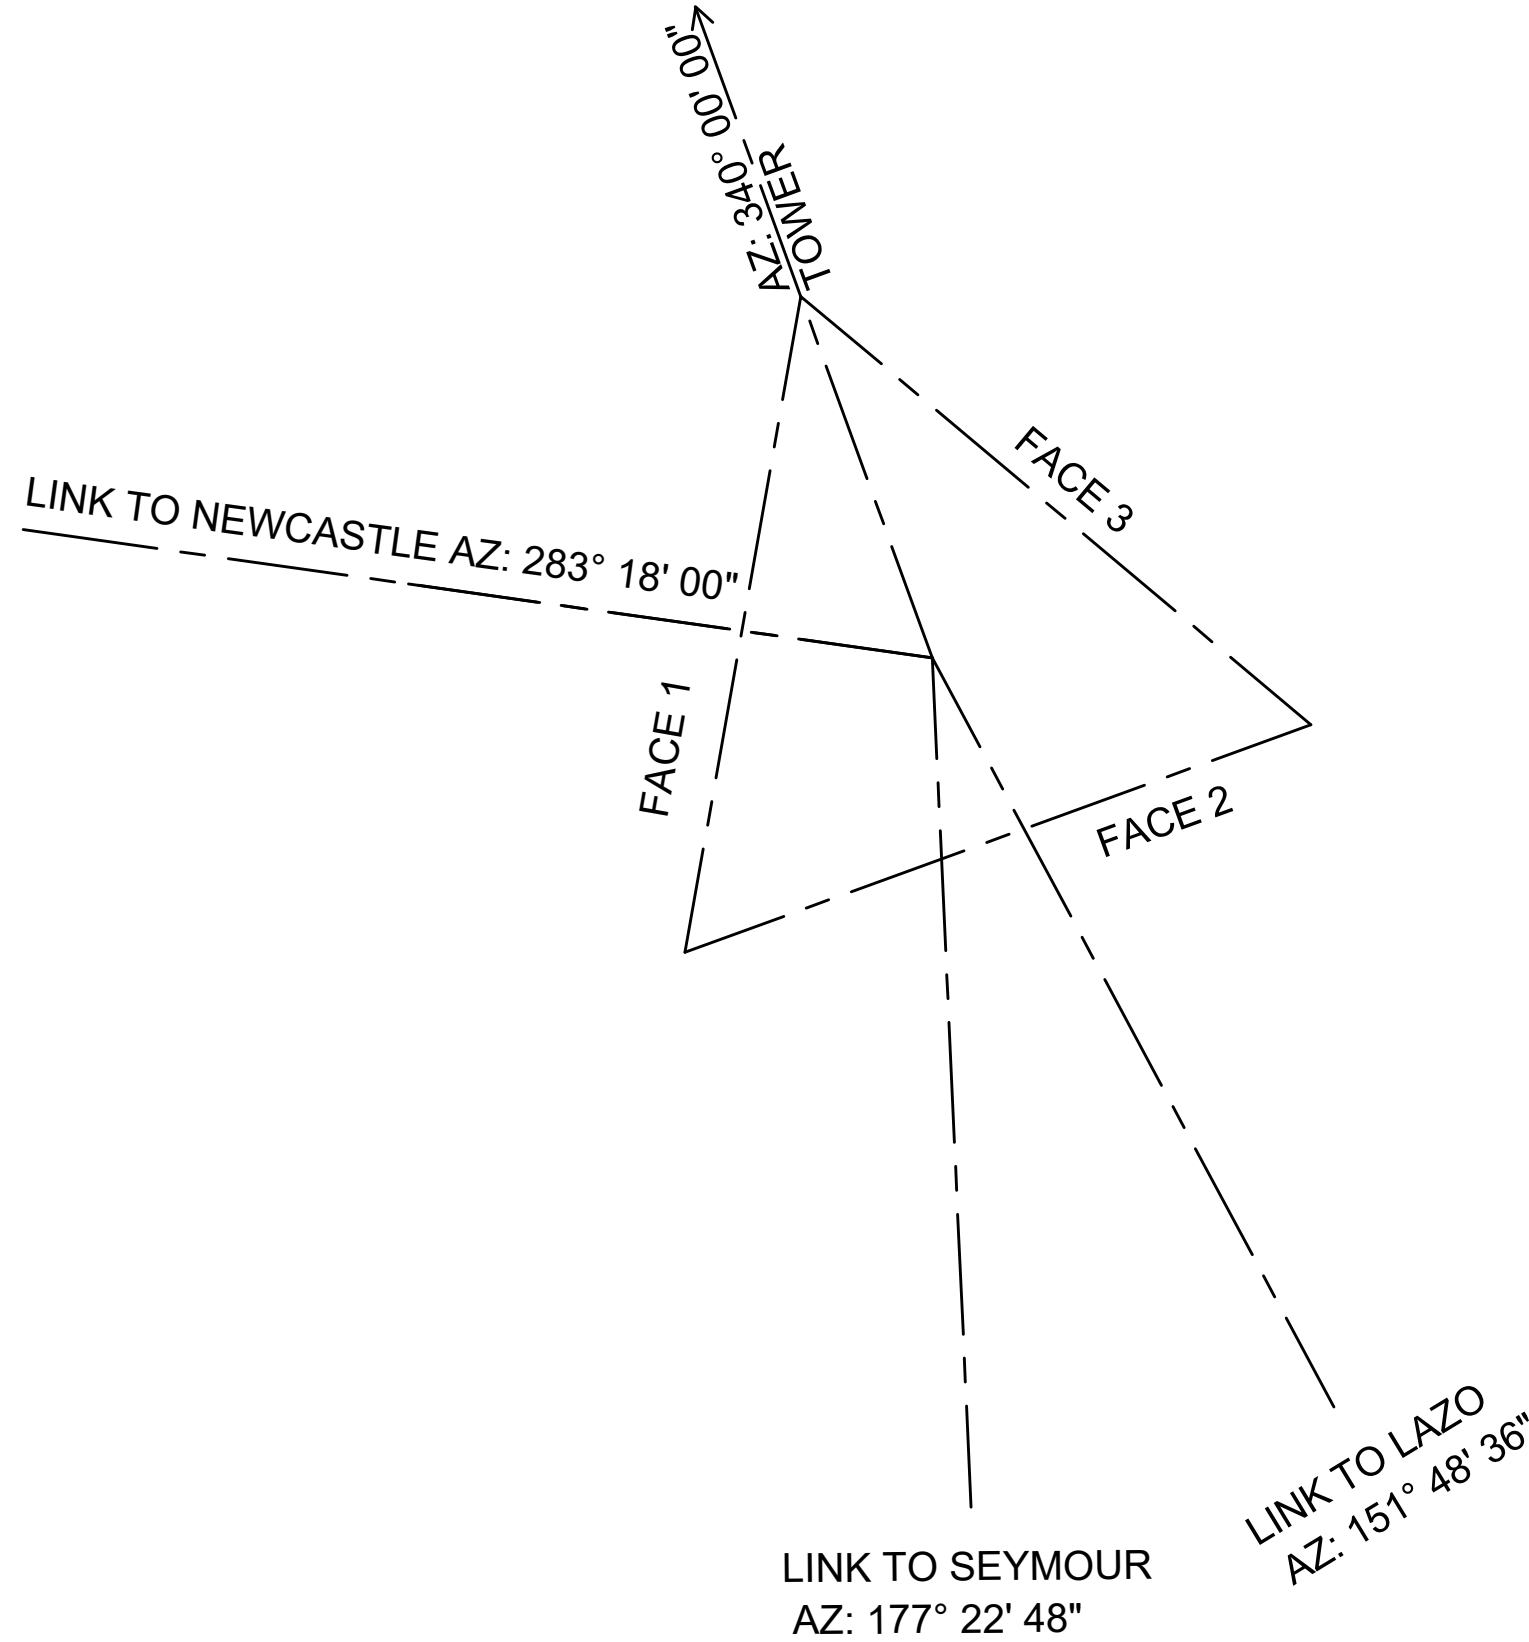 AZ: 340° 00' 00"
TOWER
FACE 3
LINK TO NEWCASTLE AZ: 283° 18' 00"
FACE 1
FACE 2
LINK TO LAZO
AZ: 151° 48' 36"
LINK TO SEYMOUR
AZ: 177° 22' 48"